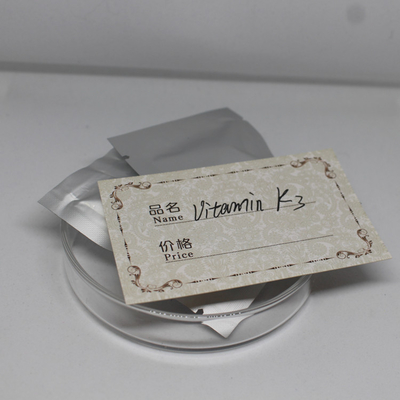 品名 Vitamin K3
Name
价格
Price